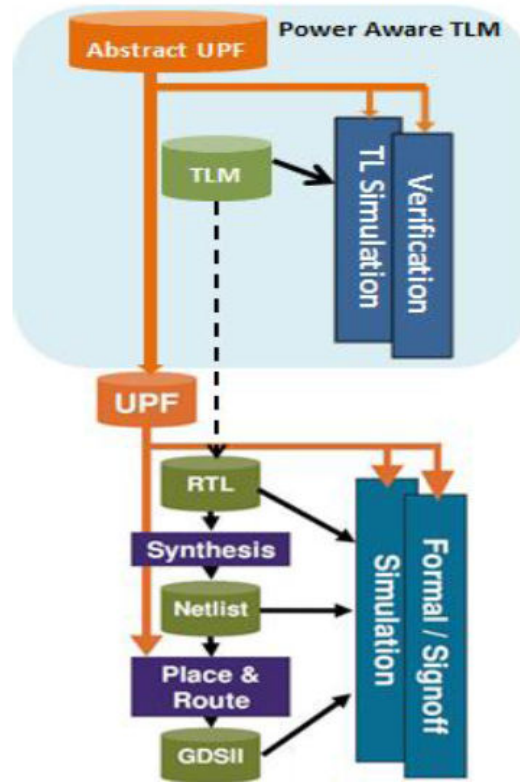 Power Aware TLM
Abstract UPF
TLM
TL Simulation
Verification
UPF
RTL
Synthesis
Netlist
Place &
Route
GDSII
Simulation
Formal / Signoff